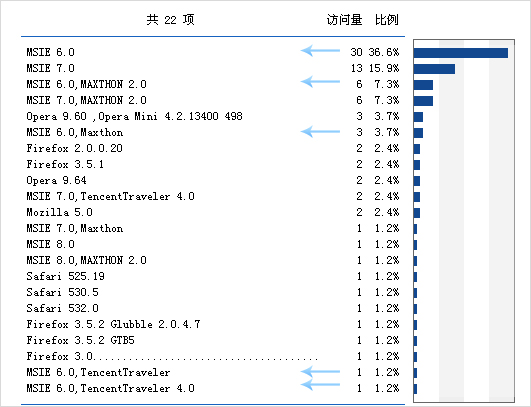 共 22 项 访问量 比例
MSIE 6.0 30 36.6%
MSIE 7.0 13 15.9%
MSIE 6.0,MAXTHON 2.0 6 7.3%
MSIE 7.0,MAXTHON 2.0 6 7.3%
Opera 9.60 ,Opera Mini 4.2.13400 498 3 3.7%
MSIE 6.0,Maxthon 3 3.7%
Firefox 2.0.0.20 2 2.4%
Firefox 3.5.1 2 2.4%
Opera 9.64 2 2.4%
MSIE 7.0,TencentTraveler 4.0 2 2.4%
Mozilla 5.0 2 2.4%
MSIE 7.0,Maxthon 1 1.2%
MSIE 8.0 1 1.2%
MSIE 8.0,MAXTHON 2.0 1 1.2%
Safari 525.19 1 1.2%
Safari 530.5 1 1.2%
Safari 532.0 1 1.2%
Firefox 3.5.2 Glubble 2.0.4.7 1 1.2%
Firefox 3.5.2 GTB5 1 1.2%
Firefox 3.0...................................... 1 1.2%
MSIE 6.0,TencentTraveler 1 1.2%
MSIE 6.0,TencentTraveler 4.0 1 1.2%